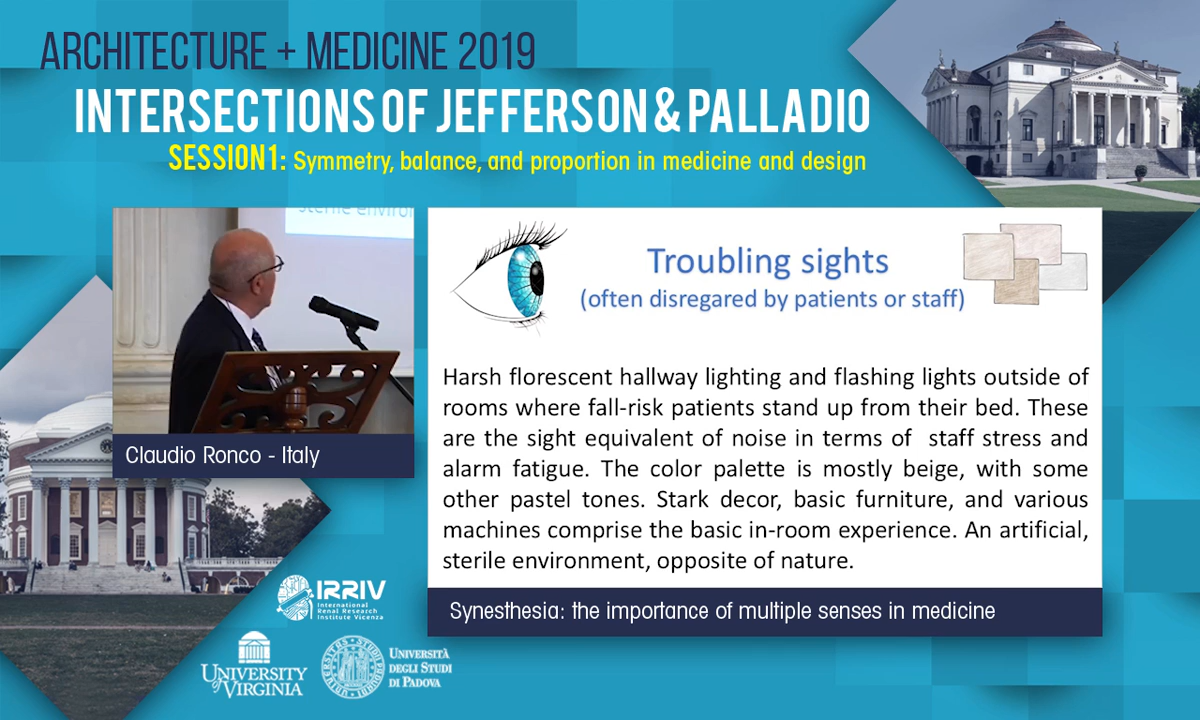 ARCHITECTURE + MEDICINE 2019
INTERSECTIONS OF JEFFERSON & PALLADIO
SESSION1: Symmetry, balance, and proportion in medicine and design
sterile environ
Claudio Ronco - Italy
Troubling sights
(often disregared by patients or staff)
Harsh florescent hallway lighting and flashing lights outside of
rooms where fall-risk patients stand up from their bed. These
are the sight equivalent of noise in terms of staff stress and
alarm fatigue. The color palette is mostly beige, with some
other pastel tones. Stark decor, basic furniture, and various
machines comprise the basic in-room experience. An artificial,
sterile environment, opposite of nature.
Synesthesia: the importance of multiple senses in medicine
IRRIV
International
Renal Research
Institute Vicenza
UNIVERSITY
of VIRGINIA
UNIVERSITÀ
DEGLI STUDI
DI PADOVA